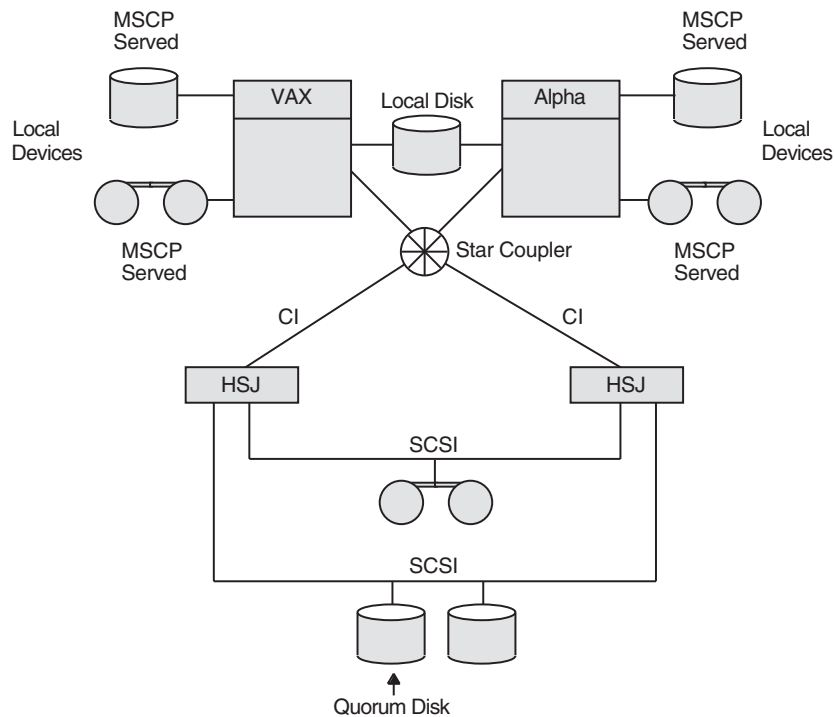 MSCP
Served
MSCP
Served
VAX
Local Disk
Alpha
Local
Devices
Local
Devices
MSCP
Served
Star Coupler
MSCP
Served
CI
CI
HSJ
HSJ
SCSI
SCSI
Quorum Disk